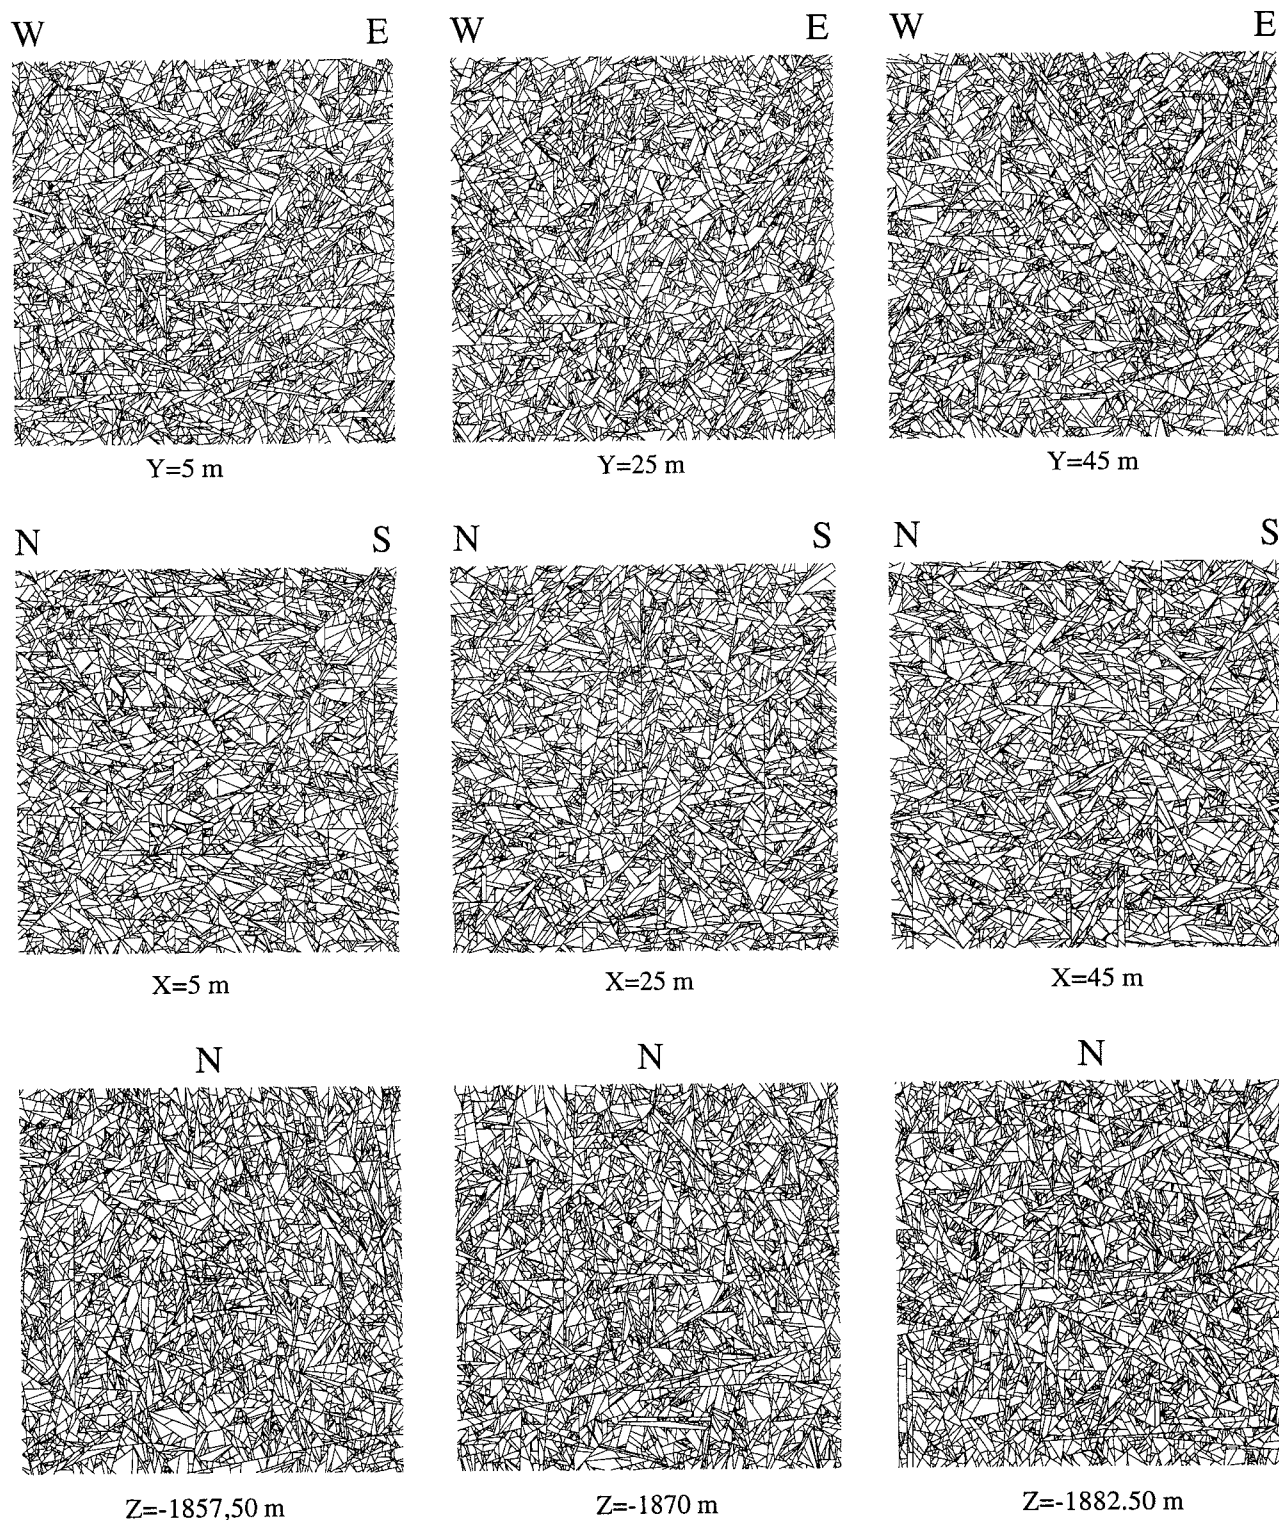 W E W E W E
Y=5 m Y=25 m Y=45 m
N S N S N S
X=5 m X=25 m X=45 m
N N N
Z=-1857,50 m Z=-1870 m Z=-1882.50 m